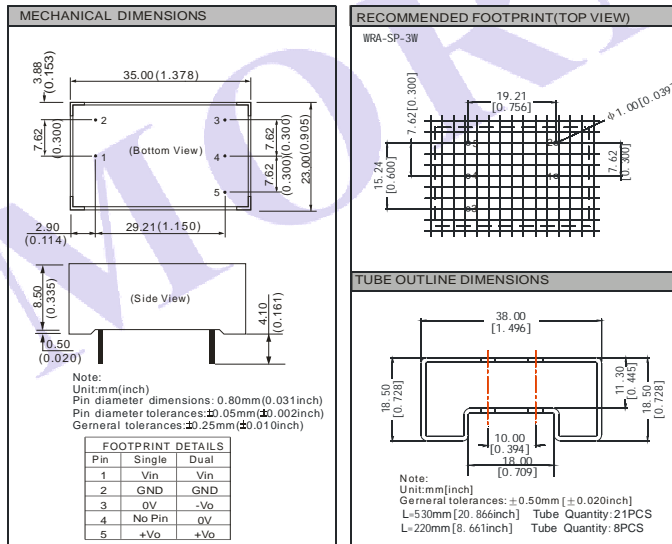 MECHANICAL DIMENSIONS
3.88
(0.153)
35.00(1.378)
2
3
7.62
(0.300)
(Bottom View)
7.62
(0.300)
23.00(0.905)
1
4
7.62
(0.300)
5
2.90
(0.114)
29.21(1.150)
8.50
(0.335)
(Side View)
4.10
(0.161)
0.50
(0.020)
Note:
Unit:mm(inch)
Pin diameter dimensions: 0.80mm(0.031inch)
Pin diameter tolerances:±0.05mm(±0.002inch)
Gerneral tolerances:±0.25mm(±0.010inch)
FOOTPRINT DETAILS
Pin Single Dual
1 Vin Vin
2 GND GND
3 0V -Vo
4 No Pin 0V
5 +Vo +Vo
RECOMMENDED FOOTPRINT(TOP VIEW)
WRA-SP-3W
7.62[0.300]
19.21
[0.756]
φ1.00[0.039]
15.24
[0.600]
7.62
[0.300]
TUBE OUTLINE DIMENSIONS
38.00
[1.496]
18.50
[0.728]
11.30
[0.445]
18.50
[0.728]
10.00
[0.394]
18.00
[0.709]
Note:
Unit:mm[inch]
Gerneral tolerances:±0.50mm[±0.020inch]
L=530mm[20.866inch] Tube Quantity:21PCS
L=220mm[8.661inch] Tube Quantity:8PCS